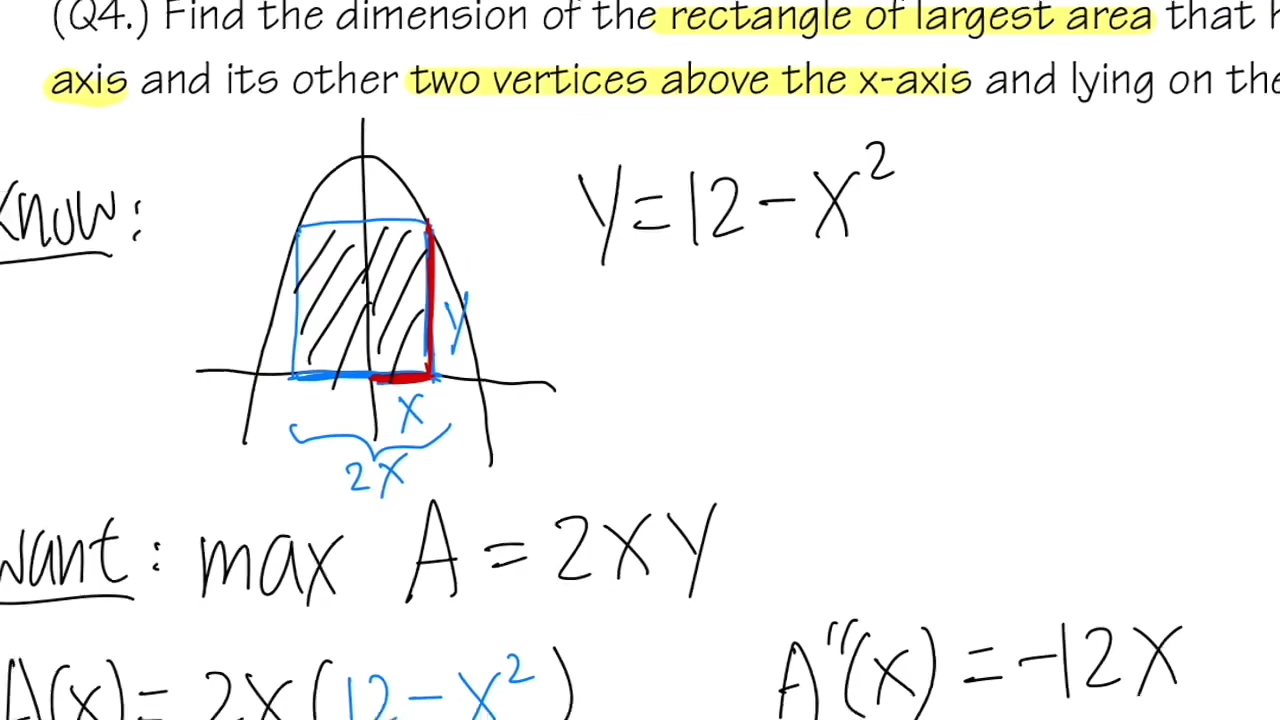 (Q4.) Find the dimension of the rectangle of largest area that
axis and its other two vertices above the x-axis and lying on the
Know:
y=12-x²
y
x
2x
want: max A=2xy
A(x)=2x(12-x²)
A''(x)=-12x